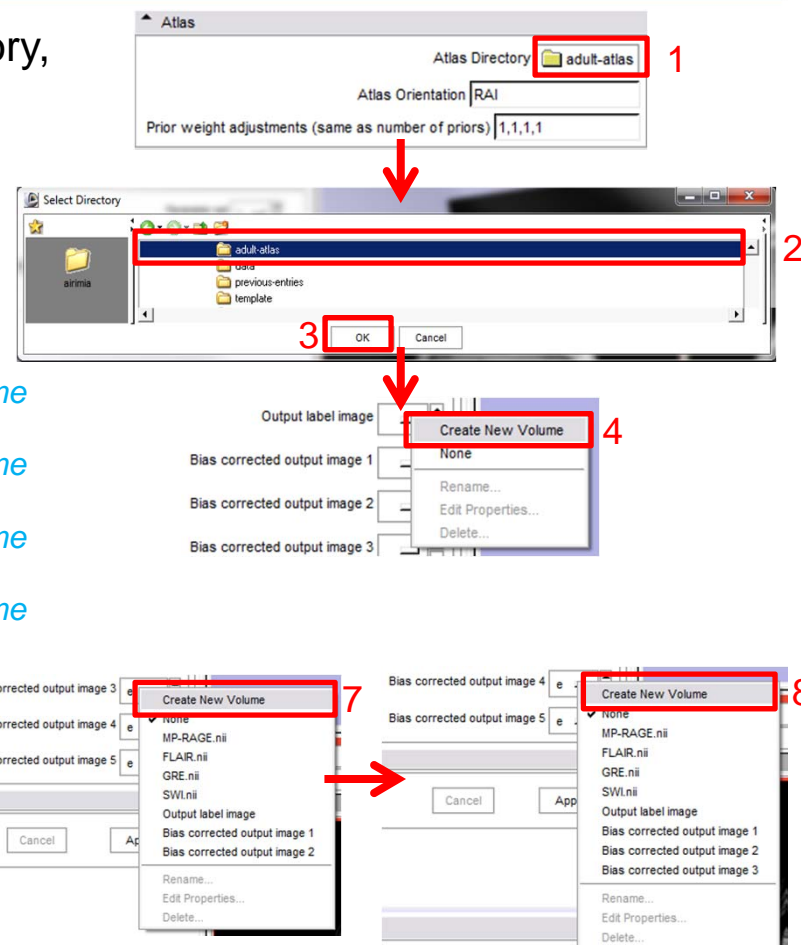 Atlas
ory,
Atlas Directory adult-atlas 1
Atlas Orientation RAI
Prior weight adjustments (same as number of priors) 1,1,1,1
Select Directory
airimia
adult-atlas
data
previous-entries
template
2
3 OK Cancel
Output label image
Bias corrected output image 1
Bias corrected output image 2
Bias corrected output image 3
Create New Volume 4
None
Rename...
Edit Properties...
Delete...
me
me
me
me
orrected output image 3 e
orrected output image 4 e
orrected output image 5 e
Cancel Ap
Create New Volume 7
None
MP-RAGE.nii
FLAIR.nii
GRE.nii
SWI.nii
Output label image
Bias corrected output image 1
Bias corrected output image 2
Rename...
Edit Properties...
Delete...
Bias corrected output image 4 e
Bias corrected output image 5 e
Cancel App
Create New Volume 8
None
MP-RAGE.nii
FLAIR.nii
GRE.nii
SWI.nii
Output label image
Bias corrected output image 1
Bias corrected output image 2
Bias corrected output image 3
Rename...
Edit Properties...
Delete...